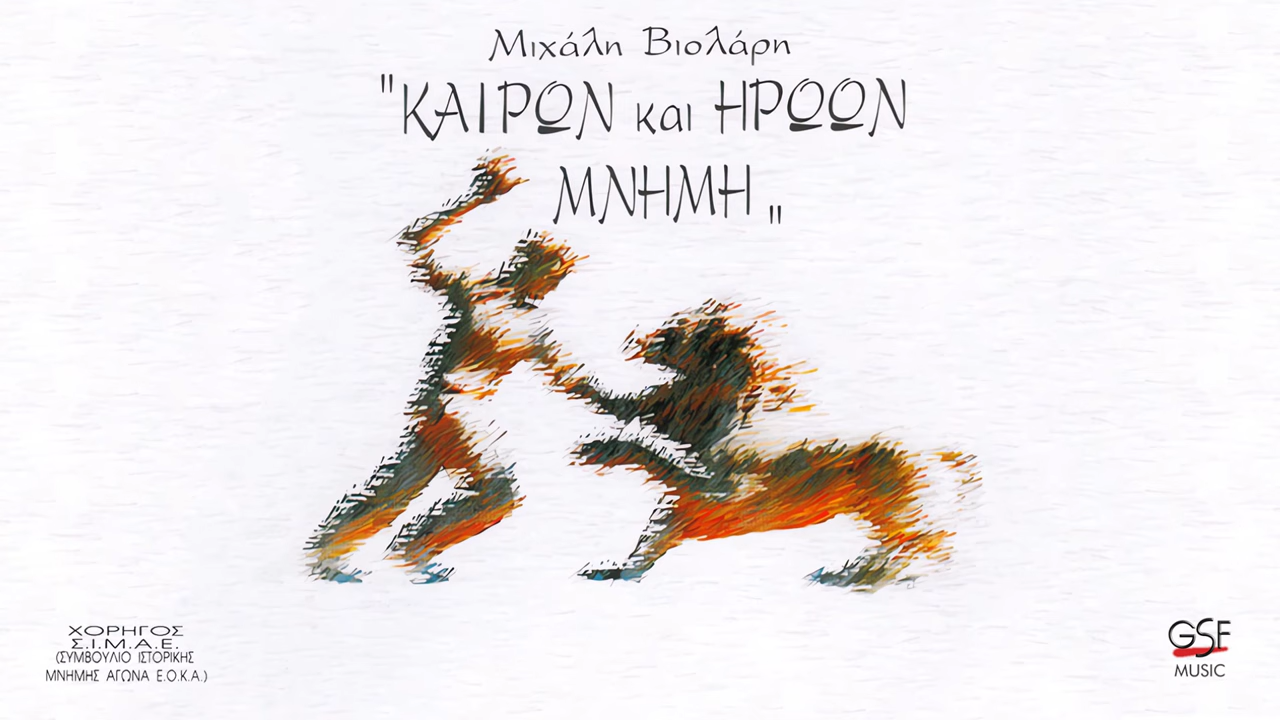 Μιχάλη Βιολάρη
"ΚΑΙΡΩΝ και ΗΡΩΩΝ
ΜΝΗΜΗ"
ΧΟΡΗΓΟΣ
Σ.Ι.Μ.Α.Ε.
(ΣΥΜΒΟΥΛΙΟ ΙΣΤΟΡΙΚΗΣ
ΜΝΗΜΗΣ ΑΓΩΝΑ Ε.Ο.Κ.Α.)
GSF
MUSIC